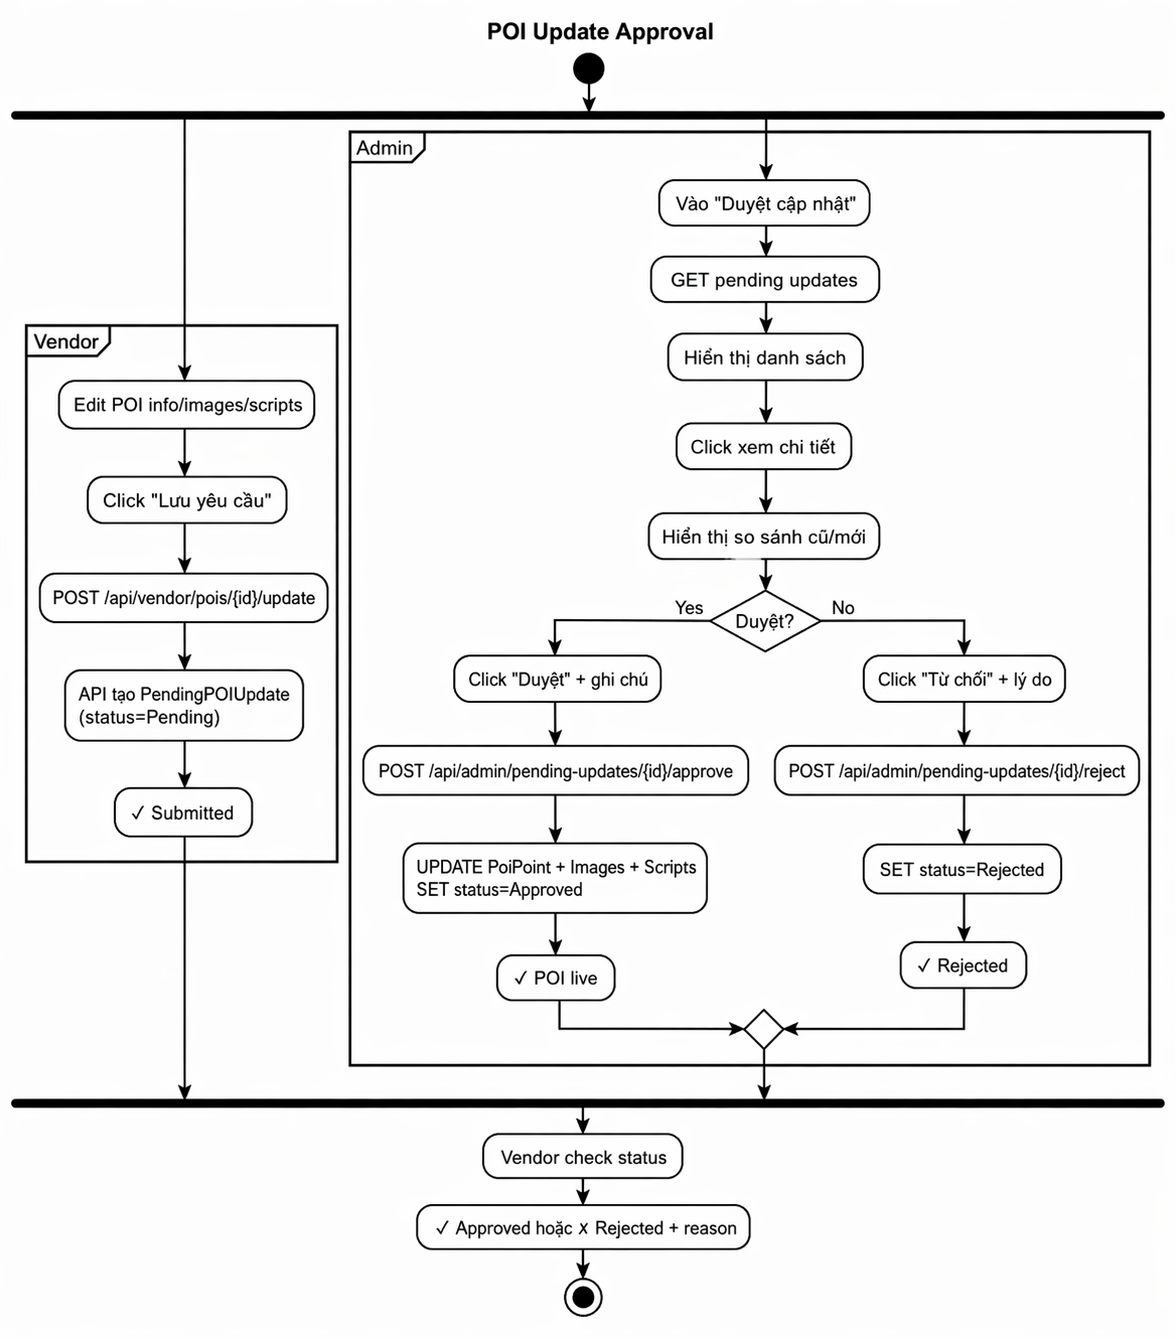 POI Update Approval
Vendor
Edit POI info/images/scripts
Click "Lưu yêu cầu"
POST /api/vendor/pois/{id}/update
API tạo PendingPOIUpdate
(status=Pending)
✓ Submitted
Admin
Vào "Duyệt cập nhật"
GET pending updates
Hiển thị danh sách
Click xem chi tiết
Hiển thị so sánh cũ/mới
Duyệt?
Yes
No
Click "Duyệt" + ghi chú
POST /api/admin/pending-updates/{id}/approve
UPDATE PoiPoint + Images + Scripts
SET status=Approved
✓ POI live
Click "Từ chối" + lý do
POST /api/admin/pending-updates/{id}/reject
SET status=Rejected
✓ Rejected
Vendor check status
✓ Approved hoặc ✗ Rejected + reason